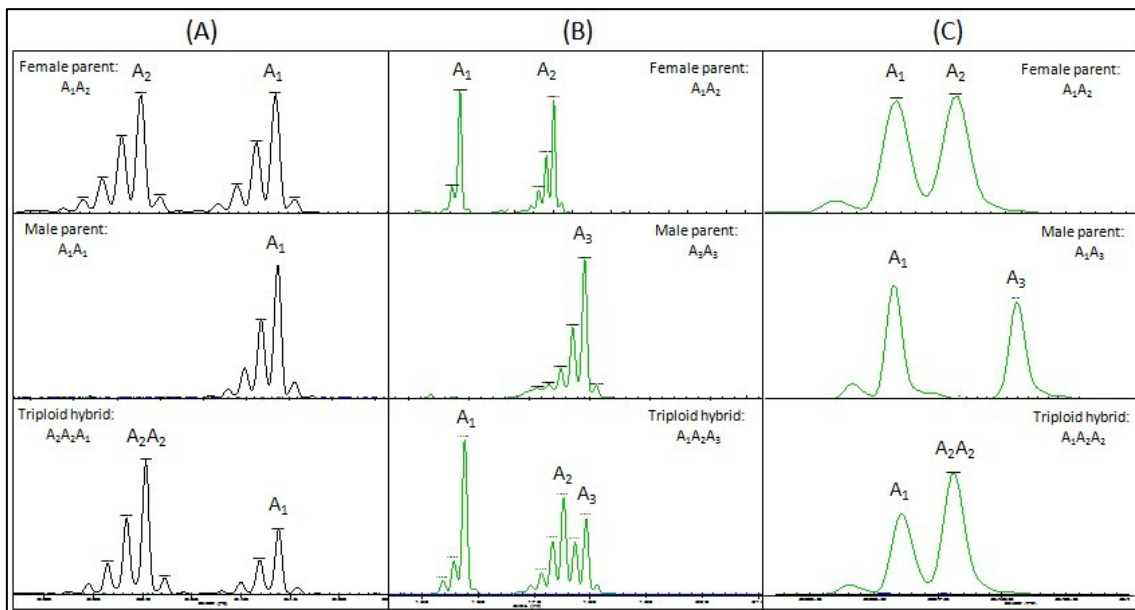 (A)
(B)
(C)
Female parent:
A₁A₂
A₂
A₁
A₁
A₂
Female parent:
A₁A₂
A₁
A₂
Female parent:
A₁A₂
Male parent:
A₁A₁
A₁
A₃
Male parent:
A₃A₃
A₁
A₃
Male parent:
A₁A₃
Triploid hybrid:
A₂A₂A₁
A₂A₂
A₁
A₁
A₂
A₃
Triploid hybrid:
A₁A₂A₃
A₁
A₂A₂
Triploid hybrid:
A₁A₂A₂